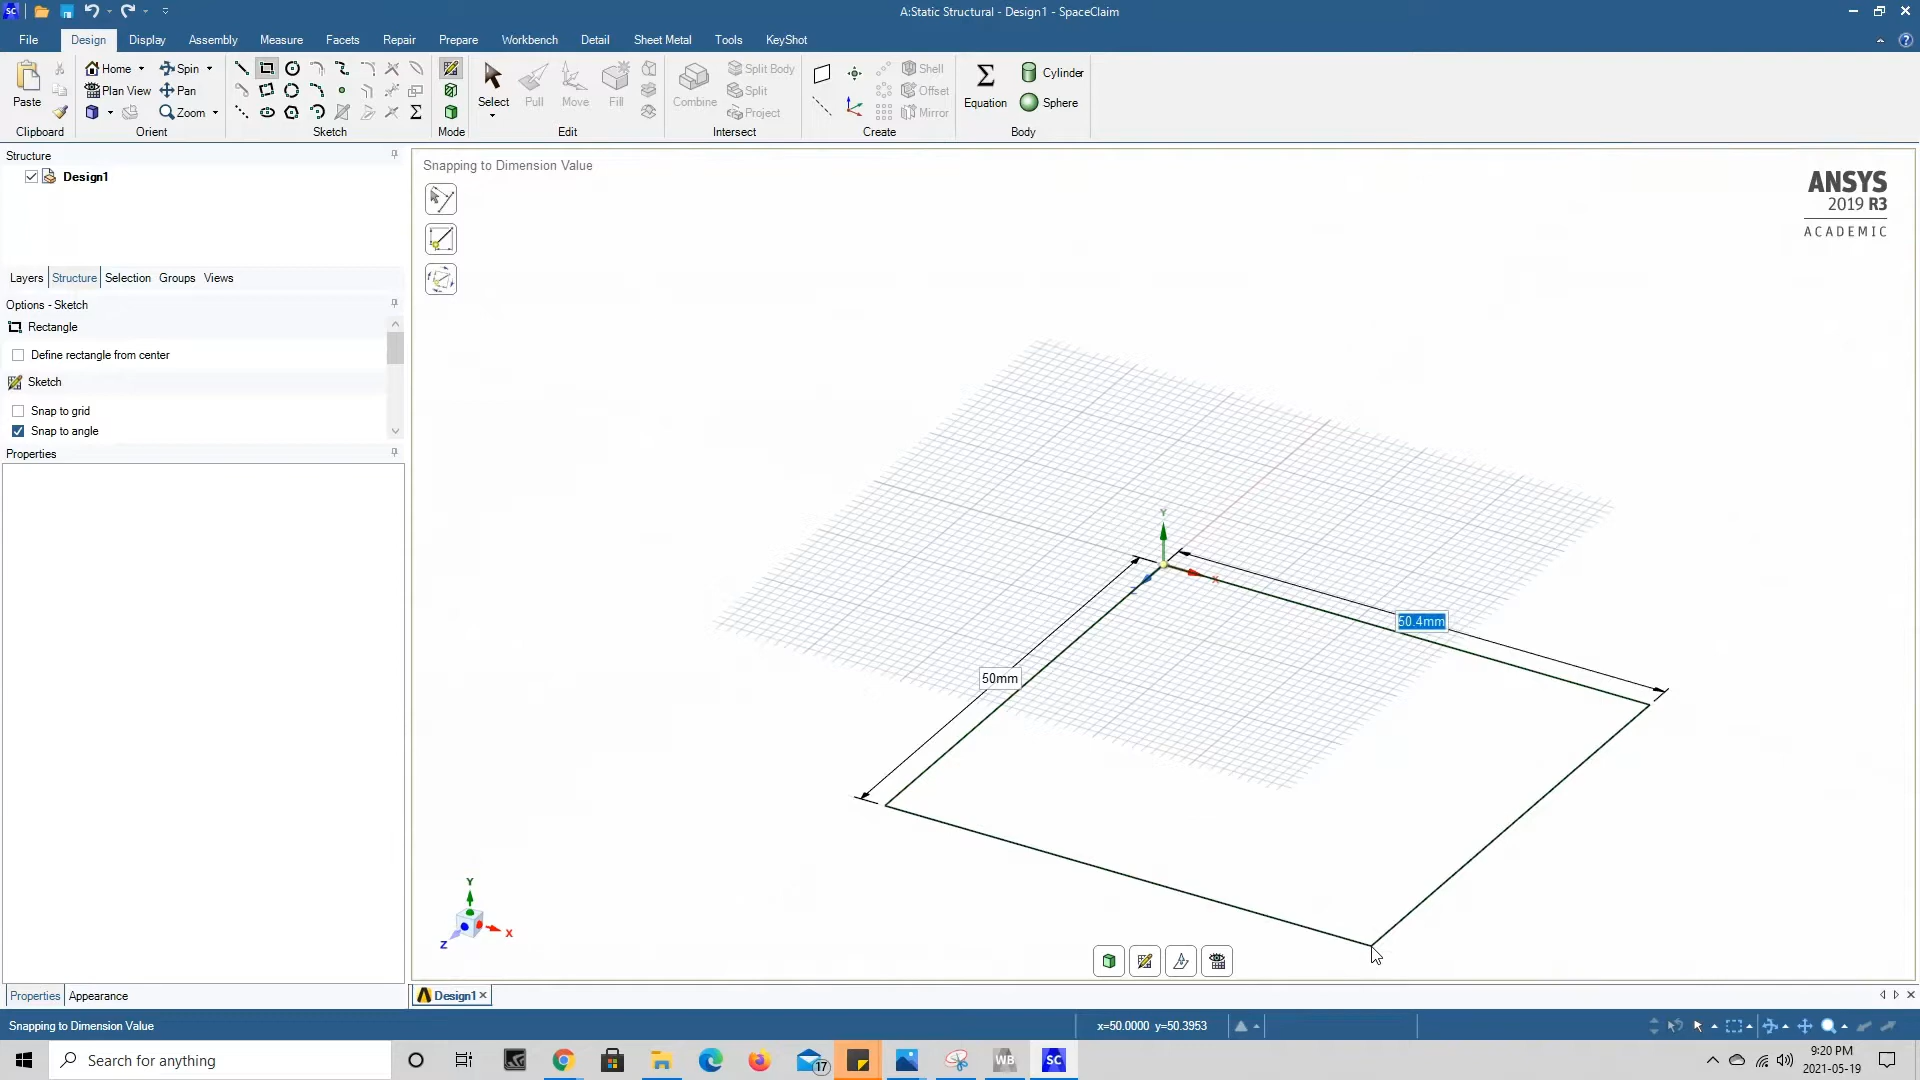 A:Static Structural - Design1 - SpaceClaim
File Design Display Assembly Measure Facets Repair Prepare Workbench Detail Sheet Metal Tools KeyShot
Home Spin Shell Split Body Cylinder
Plan View Pan Split Offset
Zoom Project Mirror Sphere
Paste Select Pull Move Fill Combine Equation
Clipboard Orient Sketch Mode Edit Intersect Create Body
Structure
Design1
Layers Structure Selection Groups Views
Options - Sketch
Rectangle
Define rectangle from center
Sketch
Snap to grid
Snap to angle
Properties
Properties Appearance
Snapping to Dimension Value
ANSYS
2019 R3
ACADEMIC
Y
X
Z
50.4mm
50mm
Y
X
Z
Design1
Snapping to Dimension Value
x=50.0000 y=50.3953
Search for anything
17
WB
SC
9:20 PM
2021-05-19